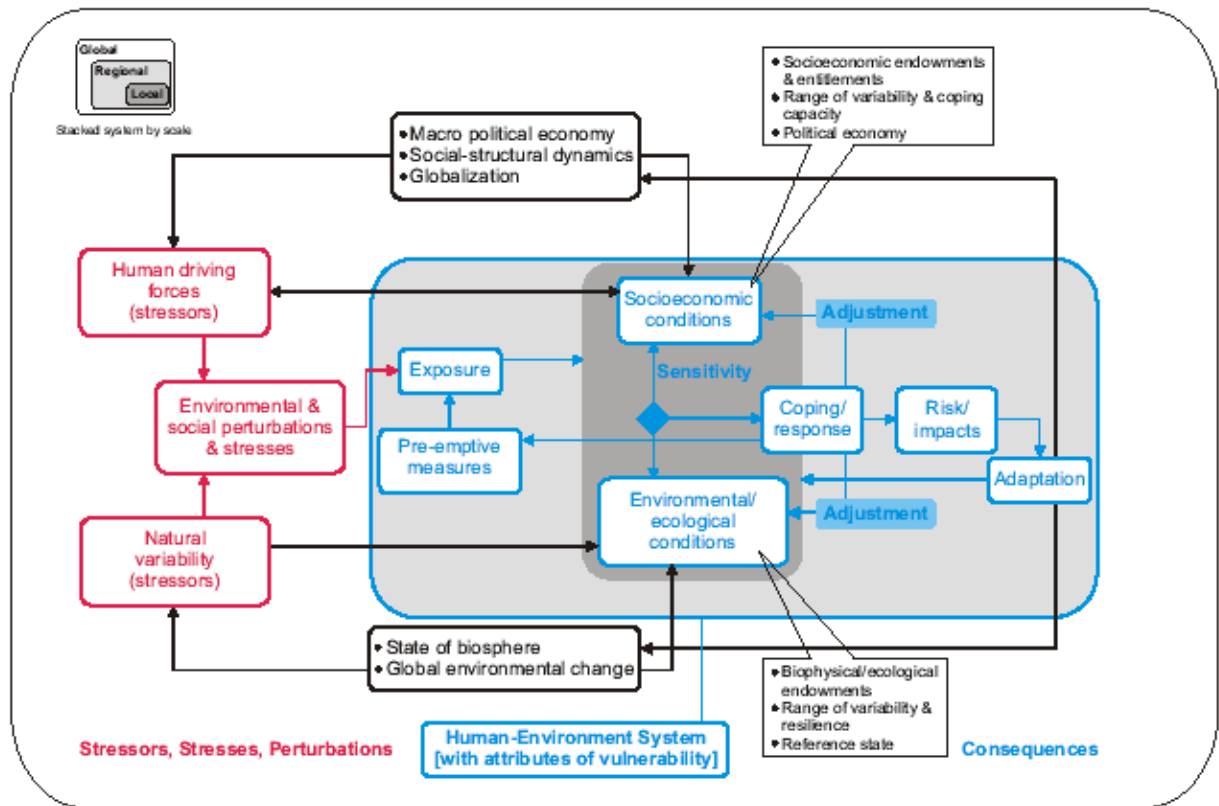 Global
Regional
Local
Stacked system by scale
• Macro political economy
• Social-structural dynamics
• Globalization
• Socioeconomic endowments
& entitlements
• Range of variability & coping
capacity
• Political economy
Human driving
forces
(stressors)
Socioeconomic
conditions
Adjustment
Exposure
Sensitivity
Environmental &
social perturbations
& stresses
Pre-emptive
measures
Coping/
response
Risk/
impacts
Adaptation
Environmental/
ecological
conditions
Adjustment
Natural
variability
(stressors)
• State of biosphere
• Global environmental change
• Biophysical/ecological
endowments
• Range of variability &
resilience
• Reference state
Stressors, Stresses, Perturbations
Human-Environment System
[with attributes of vulnerability]
Consequences